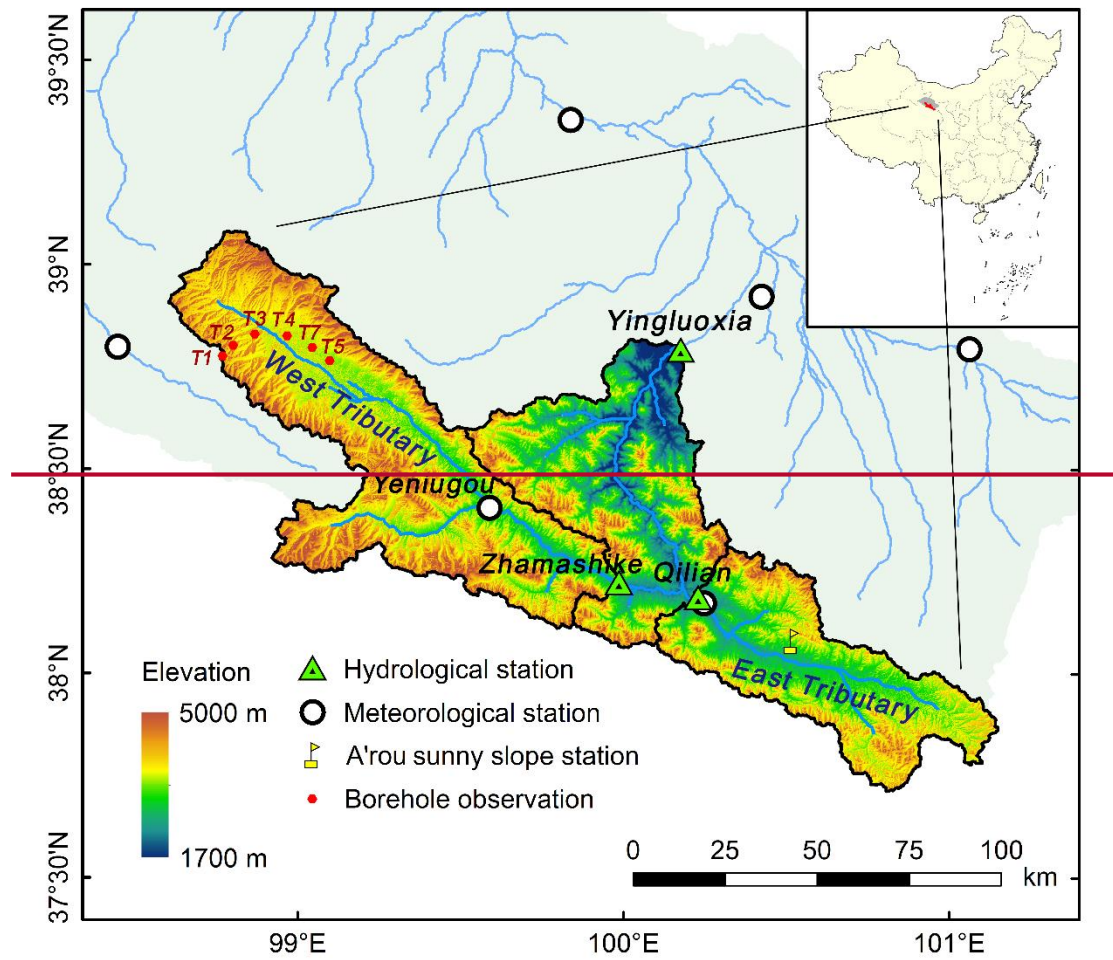 39°30'N
39°N
38°30'N
38°N
37°30'N
Yingluoxia
T3
T4
T2
T7
T1
T5
West Tributary
Yeniugou
Zhamashike
Qilian
East Tributary
Elevation
5000 m
1700 m
Hydrological station
Meteorological station
A'rou sunny slope station
Borehole observation
0 25 50 75 100
km
99°E
100°E
101°E